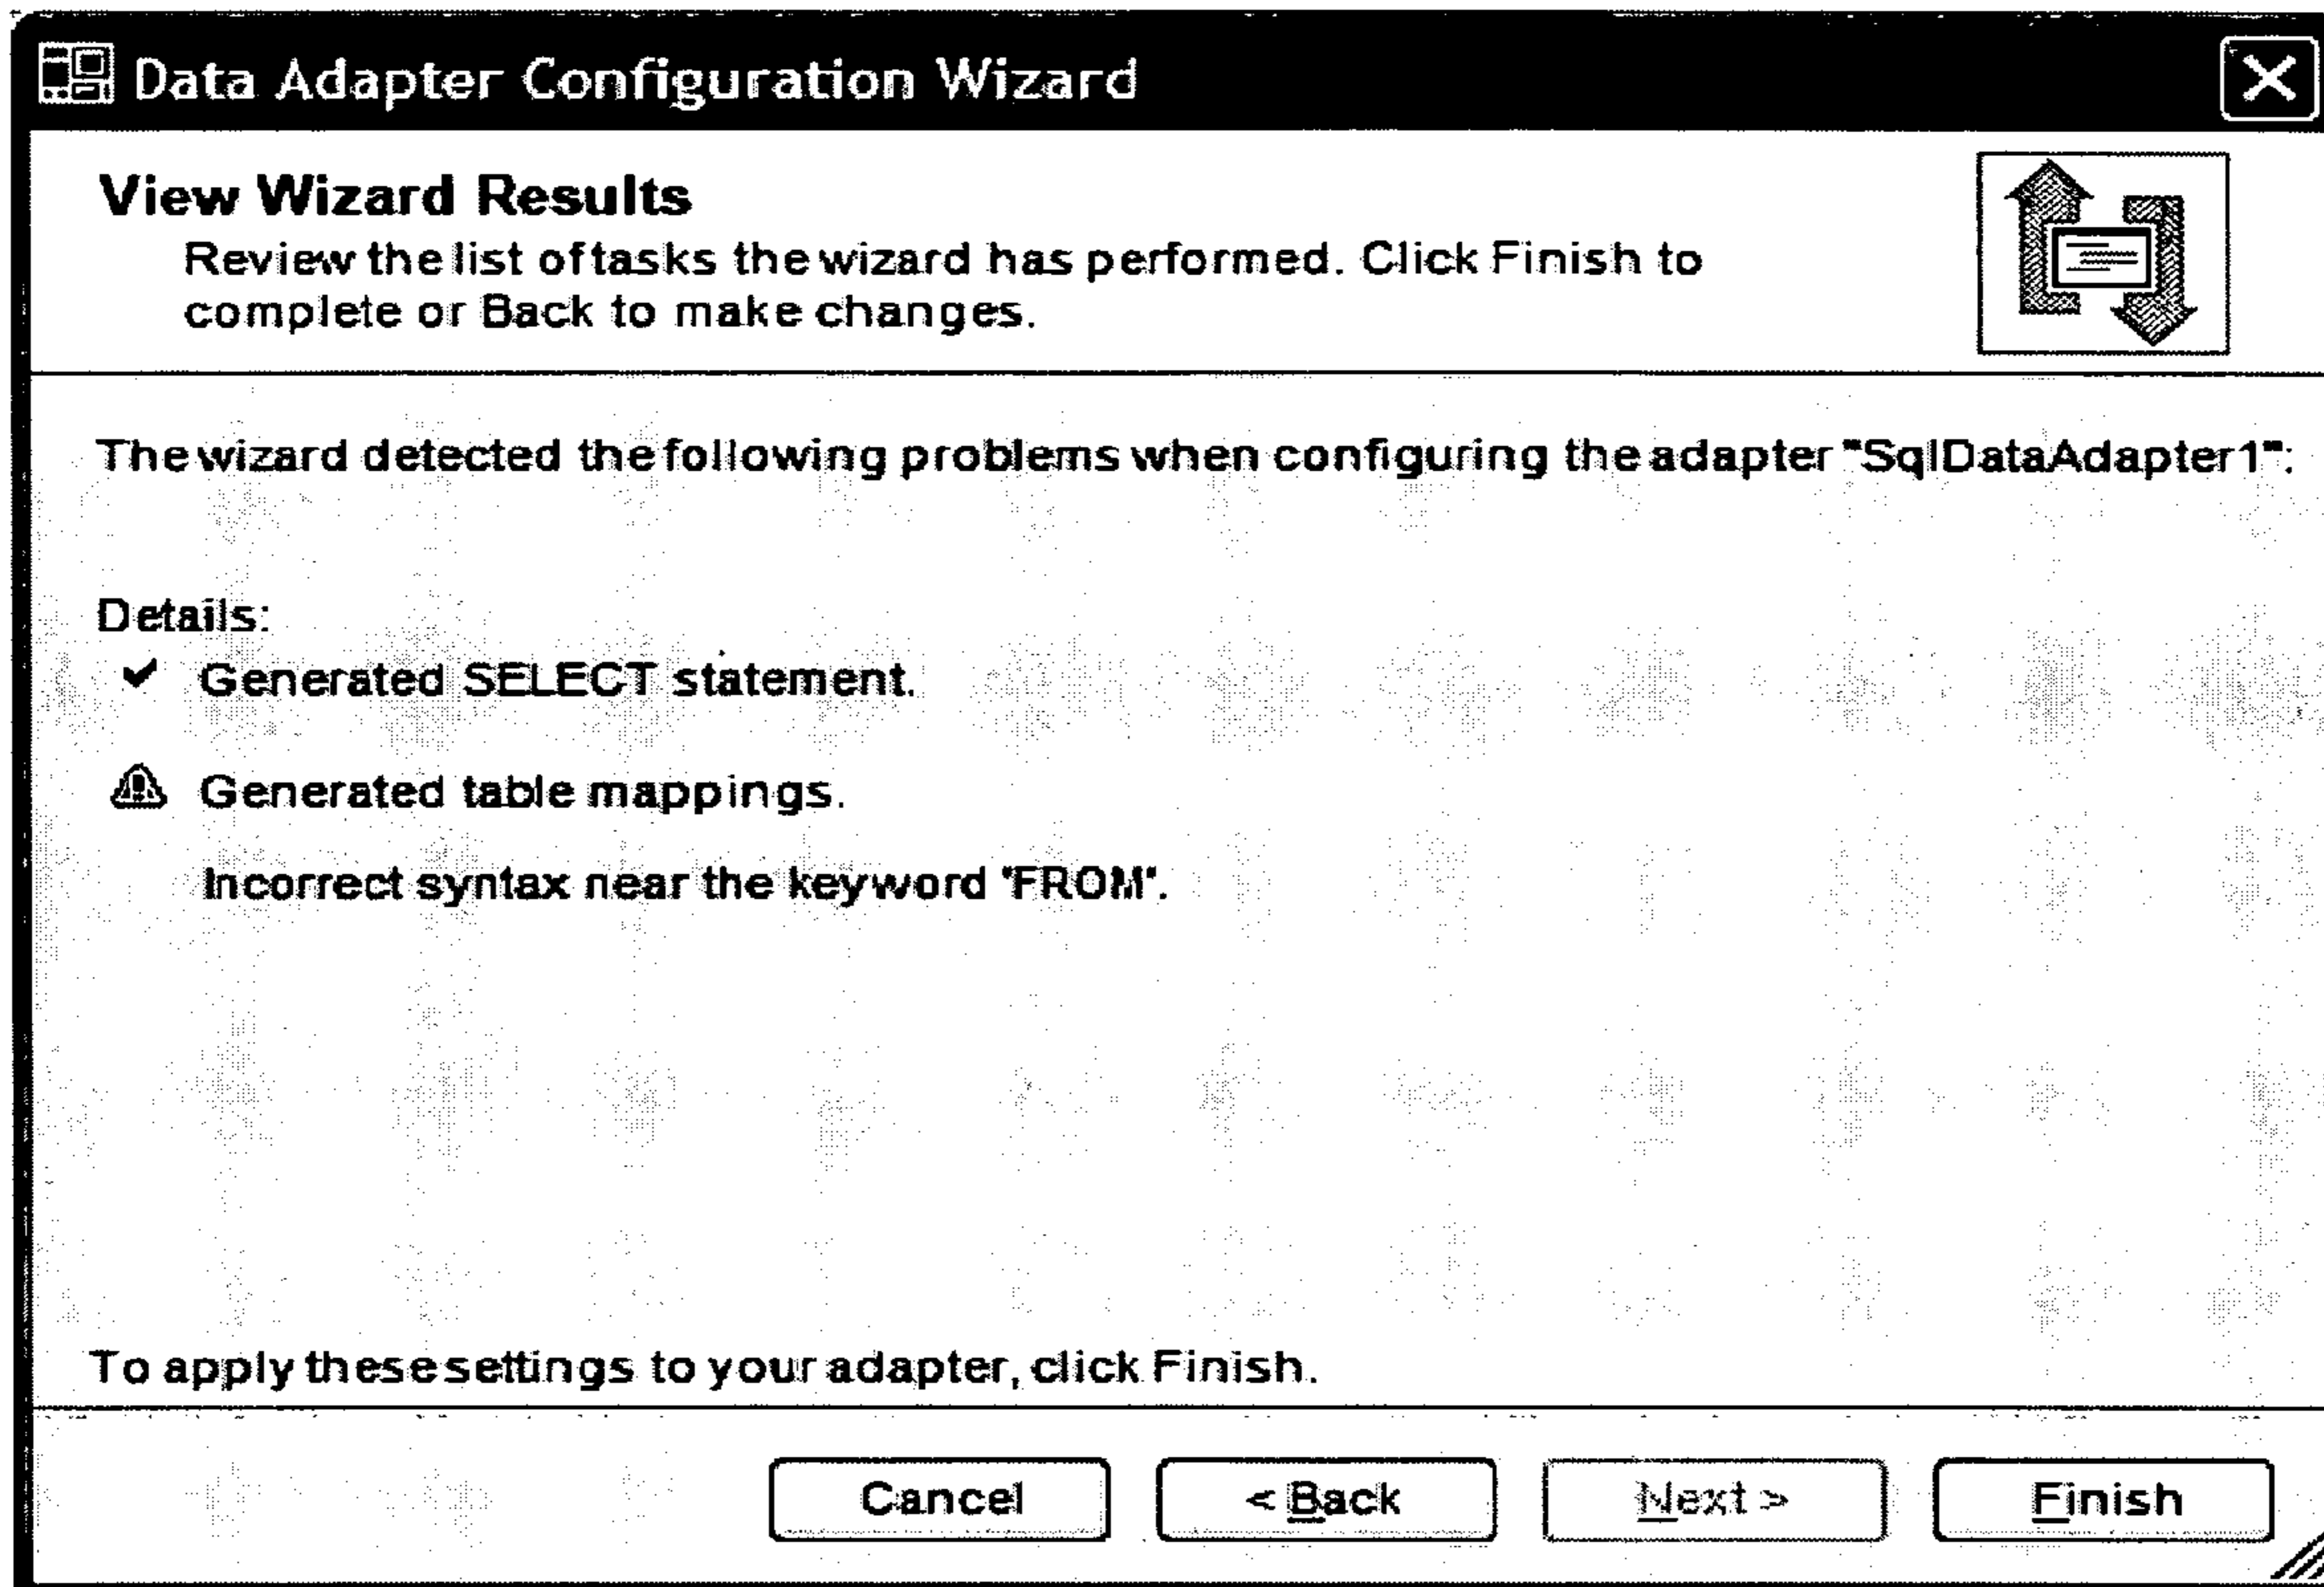 Data Adapter Configuration Wizard
View Wizard Results
Review the list of tasks the wizard has performed. Click Finish to
complete or Back to make changes.
The wizard detected the following problems when configuring the adapter "SqlDataAdapter1":
Details:
Generated SELECT statement.
Generated table mappings.
Incorrect syntax near the keyword 'FROM'.
To apply these settings to your adapter, click Finish.
Cancel
< Back
Next >
Finish